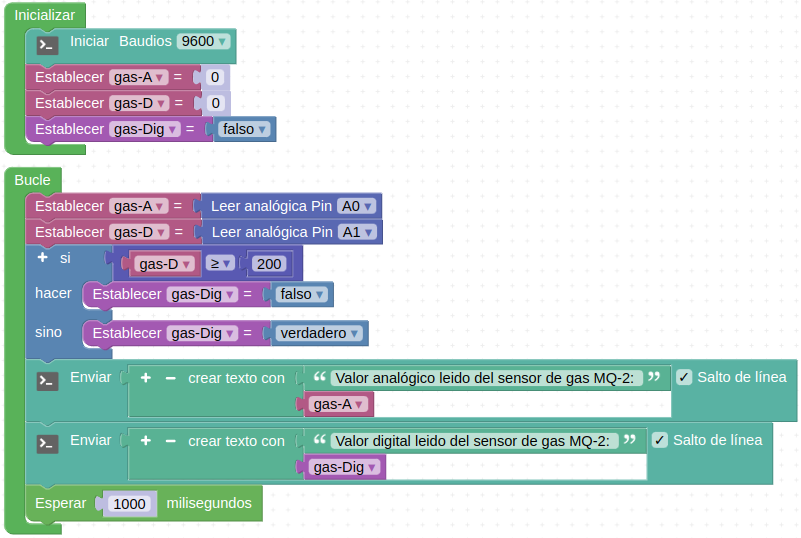 Inicializar
Iniciar Baudios 9600
Establecer gas-A = 0
Establecer gas-D = 0
Establecer gas-Dig = falso
Bucle
Establecer gas-A = Leer analógica Pin A0
Establecer gas-D = Leer analógica Pin A1
+ si gas-D ≥ 200
hacer Establecer gas-Dig = falso
sino Establecer gas-Dig = verdadero
Enviar + − crear texto con “ Valor analógico leido del sensor de gas MQ-2: ” ✓ Salto de línea
gas-A
Enviar + − crear texto con “ Valor digital leido del sensor de gas MQ-2: ” ✓ Salto de línea
gas-Dig
Esperar 1000 milisegundos